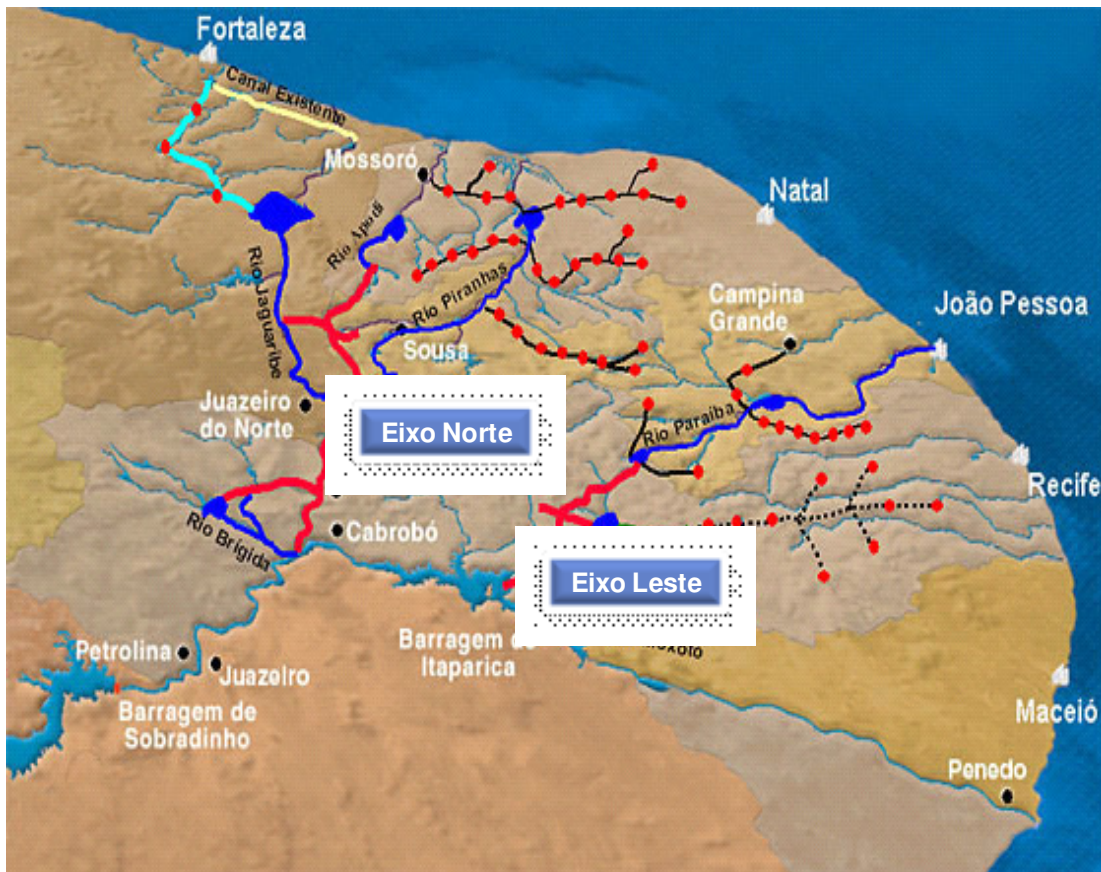 Fortaleza
Canal Existente
Mossoró
Natal
Rio Apodi
Rio Jaguaribe
Rio Piranhas
Campina
Grande
João Pessoa
Sousa
Juazeiro
do Norte
Eixo Norte
Rio Paraíba
Recife
Rio Brígida
Cabrobó
Eixo Leste
Petrolina
Juazeiro
Barragem de
Sobradinho
Barragem
Itaparica
Maceió
Penedo